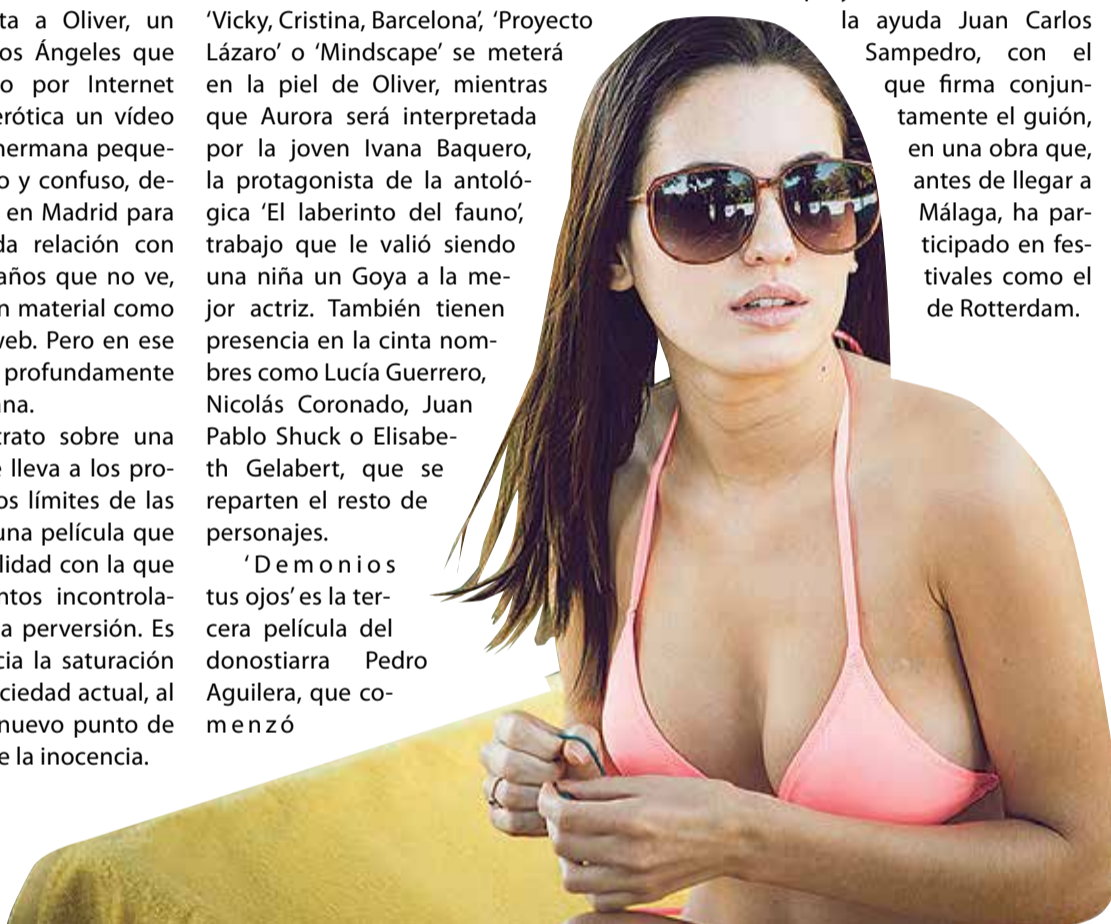 ta a Oliver, un
os Ángeles que
o por Internet
erótica un vídeo
hermana peque-
o y confuso, de-
en Madrid para
da relación con
años que no ve,
n material como
web. Pero en ese
profundamente
na.
trato sobre una
e lleva a los pro-
os límites de las
una película que
lidad con la que
ntos incontrola-
a perversión. Es
cia la saturación
ciedad actual, al
nuevo punto de
e la inocencia.
‘Vicky, Cristina, Barcelona’, ‘Proyecto
Lázaro’ o ‘Mindscape’ se meterá
en la piel de Oliver, mientras
que Aurora será interpretada
por la joven Ivana Baquero,
la protagonista de la antoló-
gica ‘El laberinto del fauno’,
trabajo que le valió siendo
una niña un Goya a la me-
jor actriz. También tienen
presencia en la cinta nom-
bres como Lucía Guerrero,
Nicolás Coronado, Juan
Pablo Shuck o Elisabe-
th Gelabert, que se
reparten el resto de
personajes.
‘Demonios
tus ojos’ es la ter-
cera película del
donostiarra Pedro
Aguilera, que co-
menzó
la ayuda Juan Carlos
Sampedro, con el
que firma conjun-
tamente el guión,
en una obra que,
antes de llegar a
Málaga, ha par-
ticipado en fes-
tivales como el
de Rotterdam.